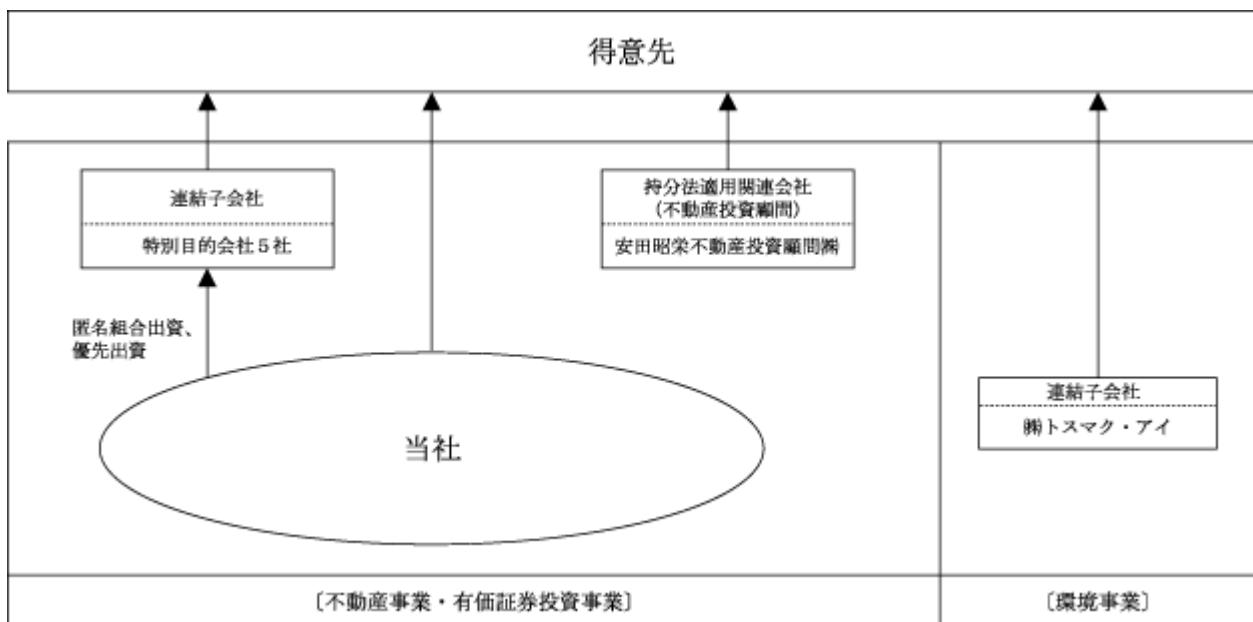 得意先
連結子会社
特別目的会社5社
持分法適用関連会社
(不動産投資顧問)
安田昭栄不動産投資顧問㈱
匿名組合出資、
優先出資
当社
連結子会社
㈱トスマク・アイ
〔不動産事業・有価証券投資事業〕
〔環境事業〕